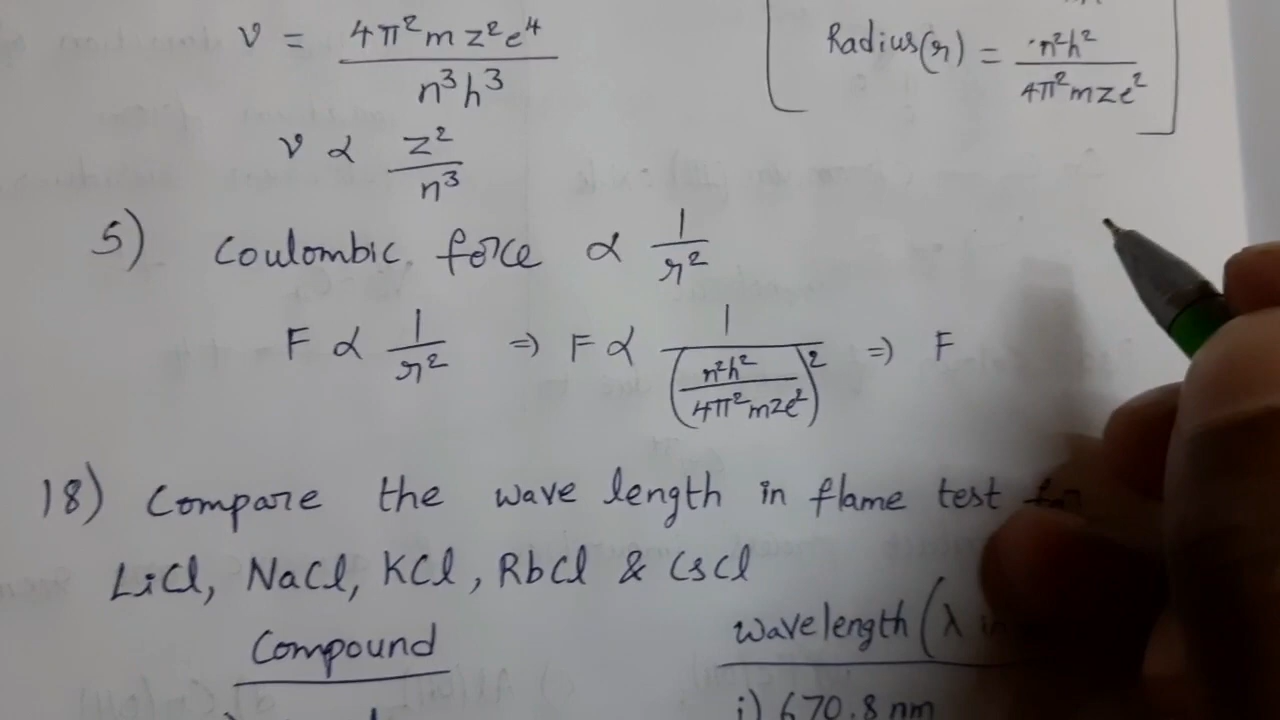 ν = 4π²mz²e⁴ / n³h³
Radius(r) = n²h² / 4π²mze²
ν ∝ z² / n³
5) Coulombic force ∝ 1 / r²
F ∝ 1 / r² ⇒ F ∝ 1 / (n²h² / 4π²mze²)² ⇒ F
18) Compare the wave length in flame test
LiCl, NaCl, KCl, RbCl & CsCl
Compound
wavelength (λ in
i) 670.8 nm